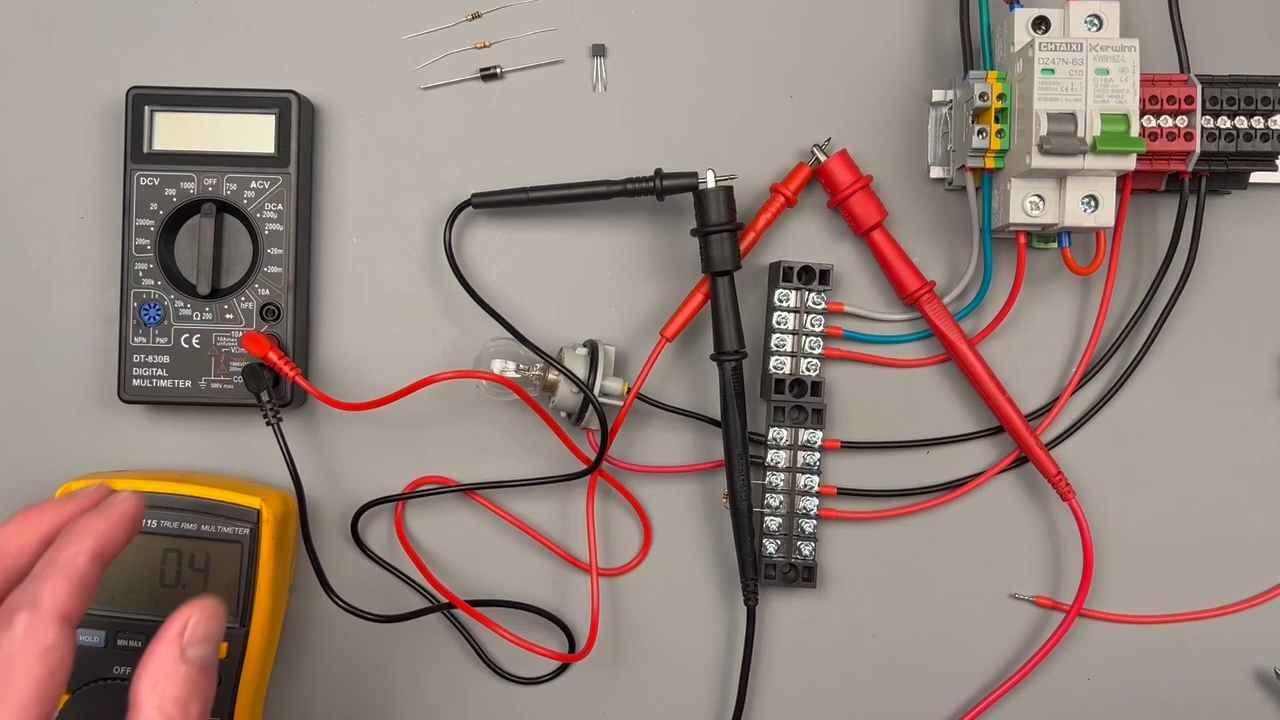 DCV
OFF
ACV
1000
750
200
200
20
DCA
200µ
2000m
2000µ
200m
20m
2000
k
200m
200k
10A
20k
2000
Ω
200
hFE
NPN
PNP
CE
10A
DT-830B
DIGITAL
MULTIMETER
500V max
115 TRUE RMS MULTIMETER
0.4
HOLD
MIN MAX
OFF
CHTAIXI
DZ47N-63
C10
Kerwinn
KWB18Z-L
C16A